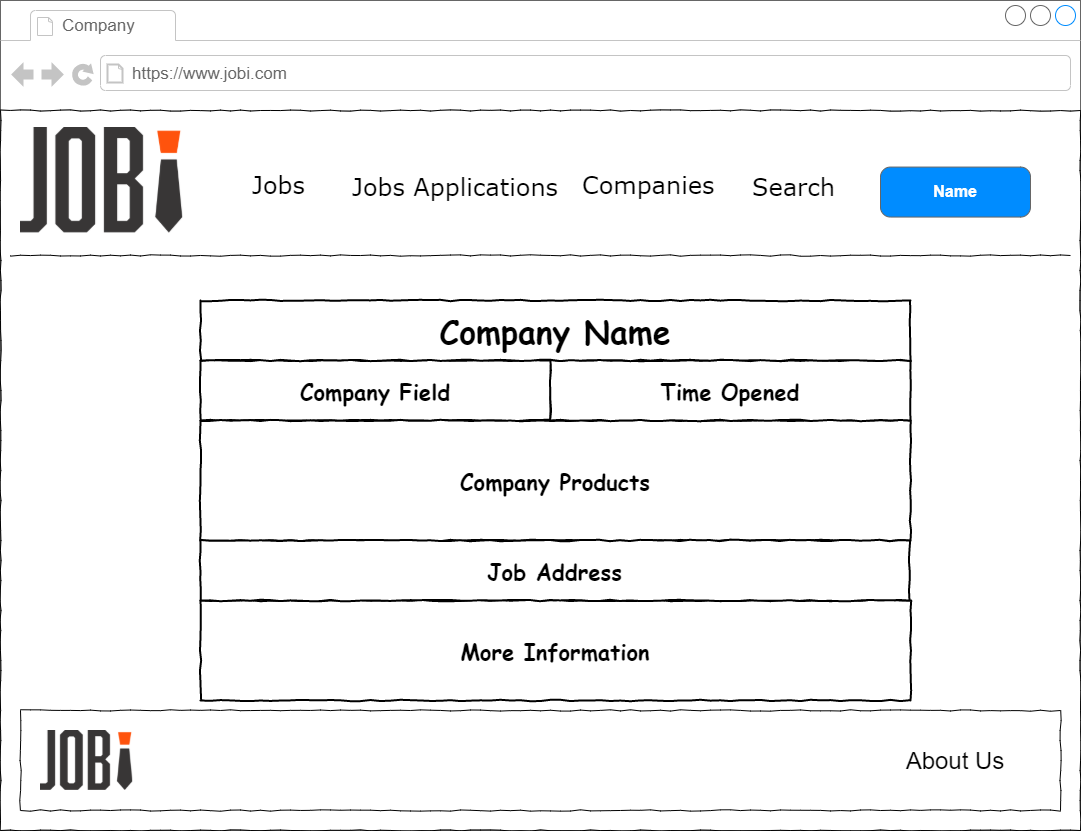 Company
https://www.jobi.com
JOBi
Jobs Jobs Applications Companies Search Name
Company Name
Company Field Time Opened
Company Products
Job Address
More Information
JOBi About Us